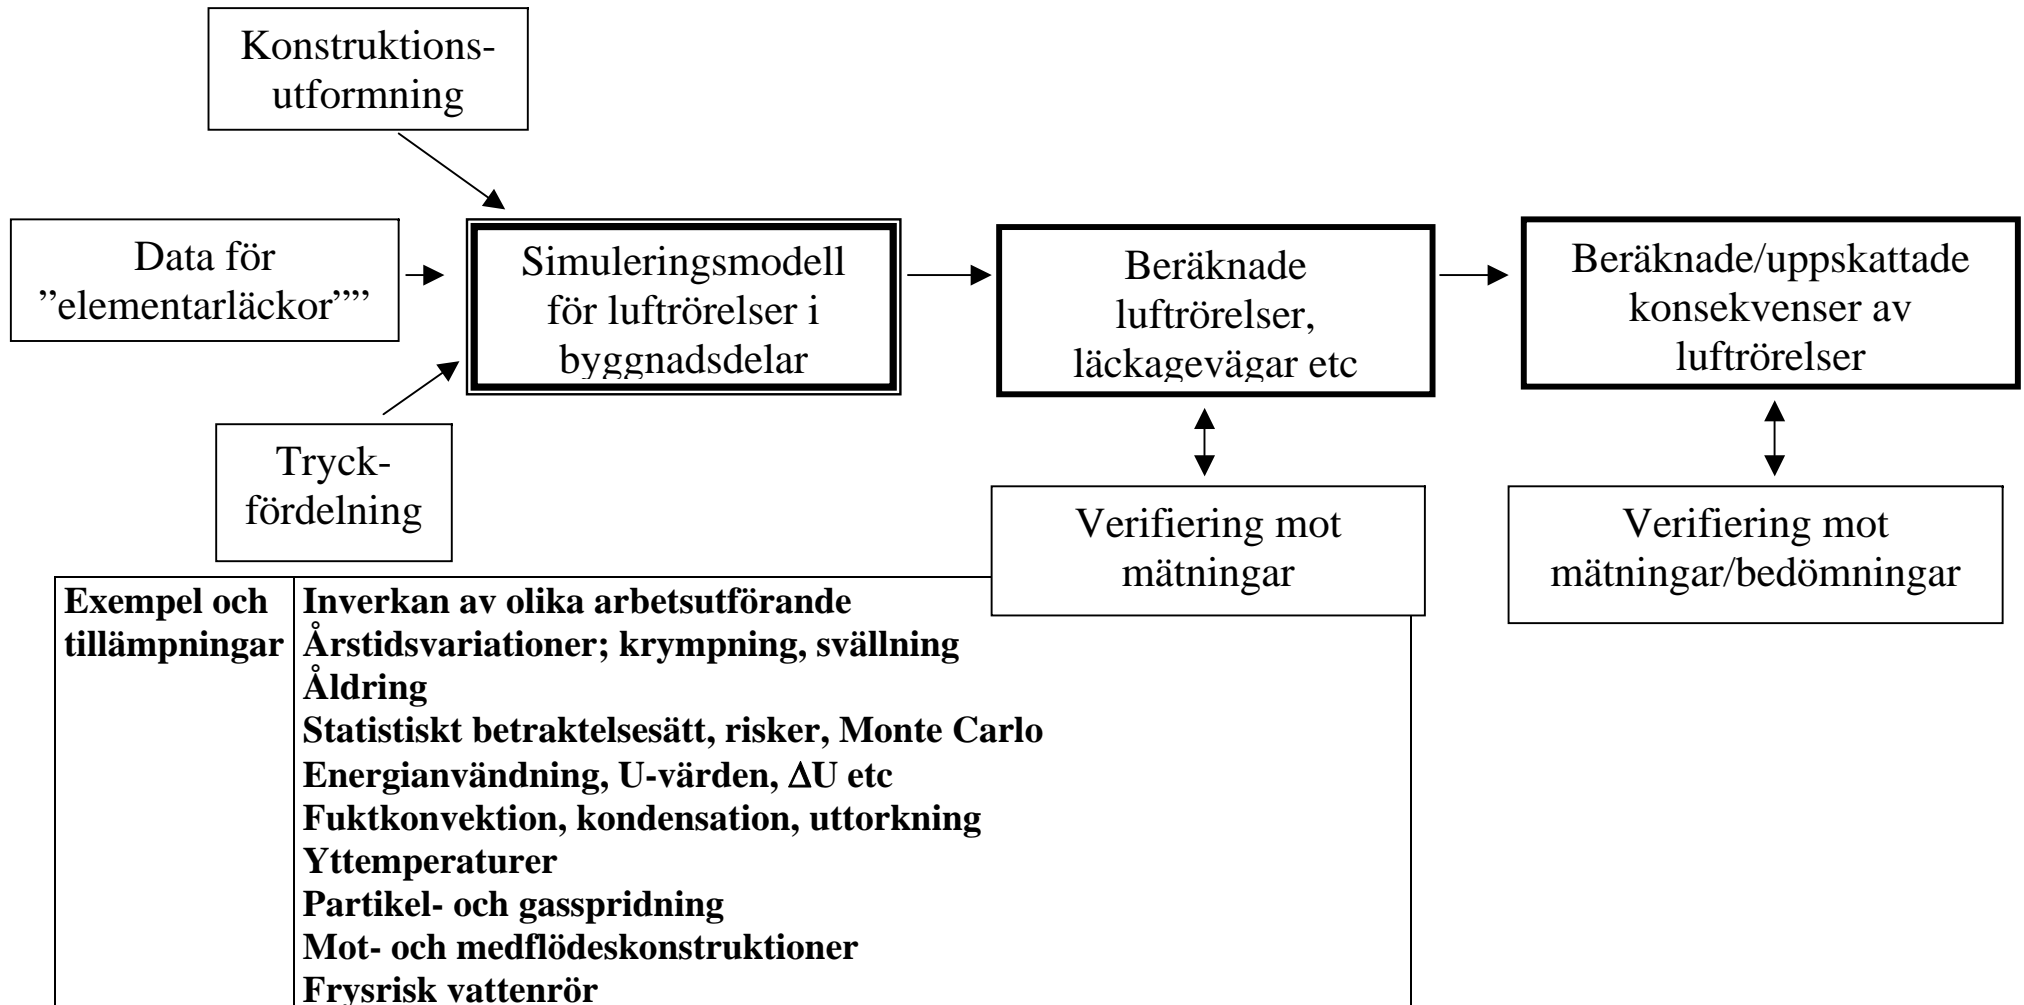 Konstruktions-
utformning
Data för
”elementarläckor””
Simuleringsmodell
för luftrörelser i
byggnadsdelar
Beräknade
luftrörelser,
läckagevägar etc
Beräknade/uppskattade
konsekvenser av
luftrörelser
Tryck-
fördelning
Verifiering mot
mätningar
Verifiering mot
mätningar/bedömningar
Exempel och
tillämpningar
Inverkan av olika arbetsutförande
Årstidsvariationer; krympning, svällning
Åldring
Statistiskt betraktelsesätt, risker, Monte Carlo
Energianvändning, U-värden, ΔU etc
Fuktkonvektion, kondensation, uttorkning
Yttemperaturer
Partikel- och gasspridning
Mot- och medflödeskonstruktioner
Frysrisk vattenrör